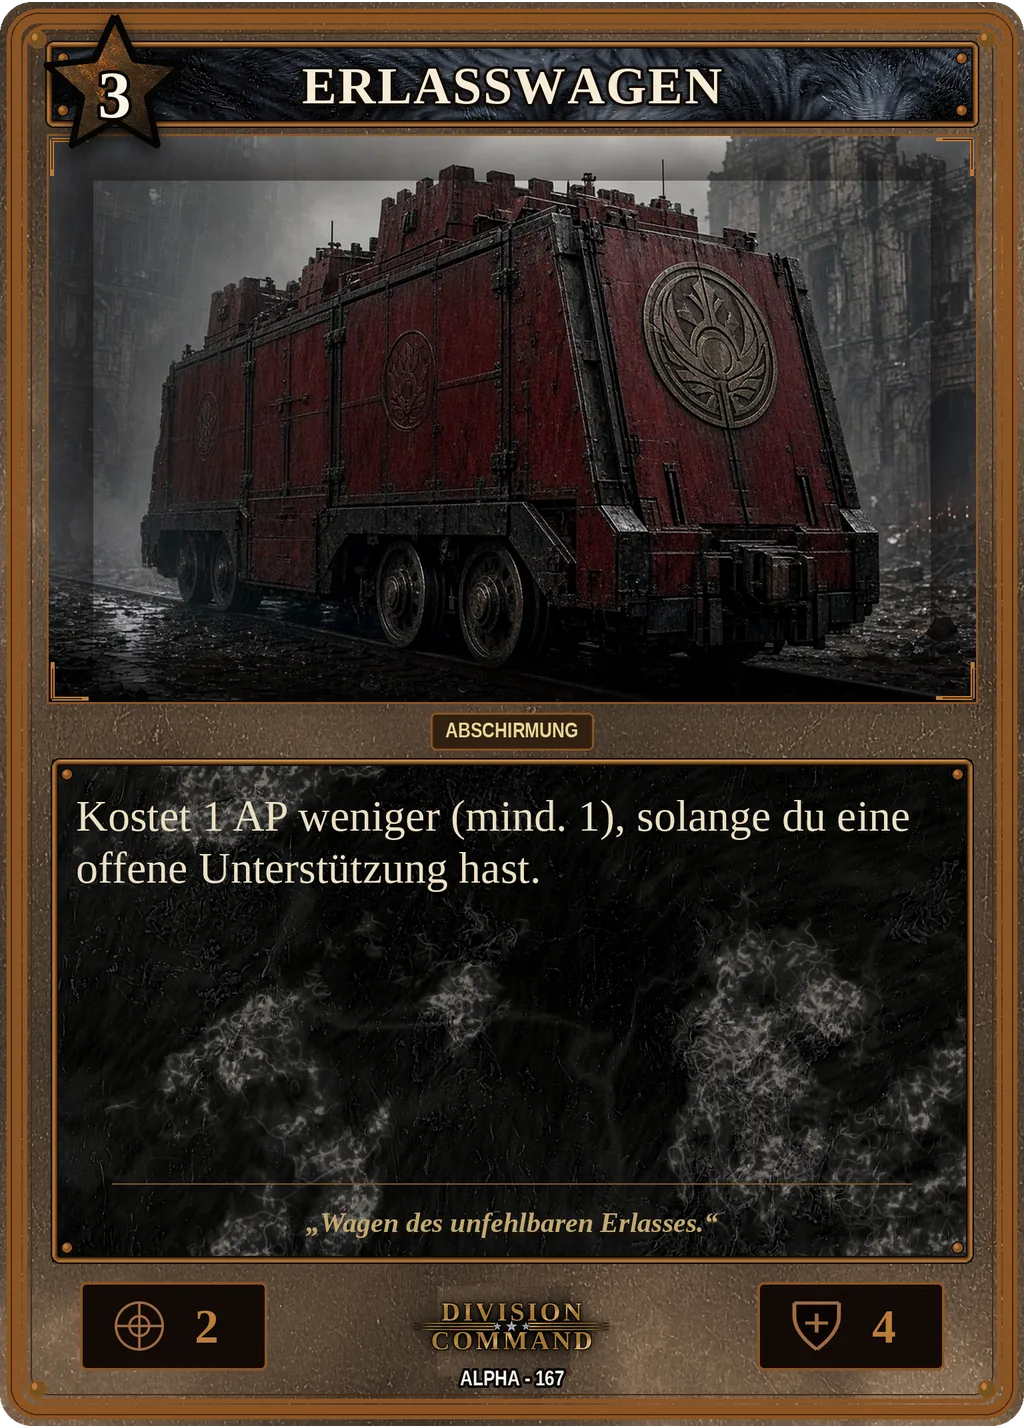 3
ERLASSWAGEN
ABSCHIRMUNG
Kostet 1 AP weniger (mind. 1), solange du eine
offene Unterstützung hast.
„Wagen des unfehlbaren Erlasses.“
2
DIVISION
COMMAND
4
ALPHA - 167